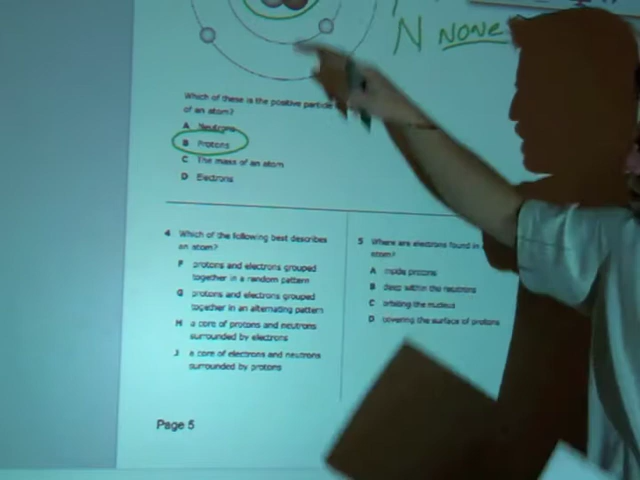 N NONE
Which of these is the positive particle
of an atom?
A Neutrons
B Protons
C The mass of an atom
D Electrons
4 Which of the following best describes
an atom?
F protons and electrons grouped
together in a random pattern
G protons and electrons grouped
together in an alternating pattern
H a core of protons and neutrons
surrounded by electrons
J a core of electrons and neutrons
surrounded by protons
5 Where are electrons found in
atom?
A inside protons
B deep within the neutrons
C orbiting the nucleus
D covering the surface of protons
Page 5